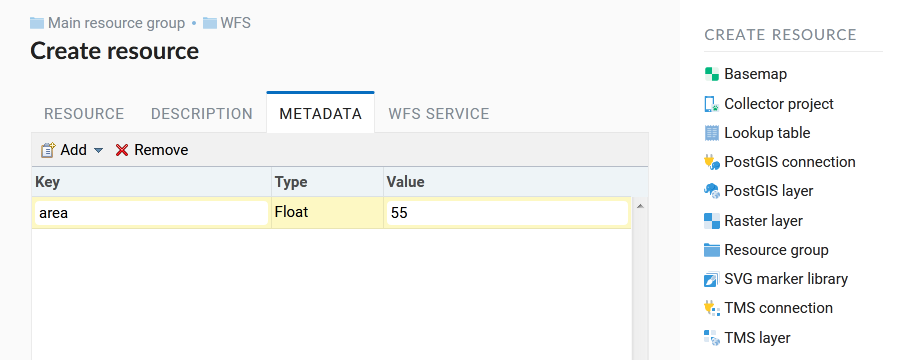 Main resource group • WFS
Create resource
RESOURCE DESCRIPTION METADATA WFS SERVICE
Add Remove
Key Type Value
area Float 55
CREATE RESOURCE
Basemap
Collector project
Lookup table
PostGIS connection
PostGIS layer
Raster layer
Resource group
SVG marker library
TMS connection
TMS layer